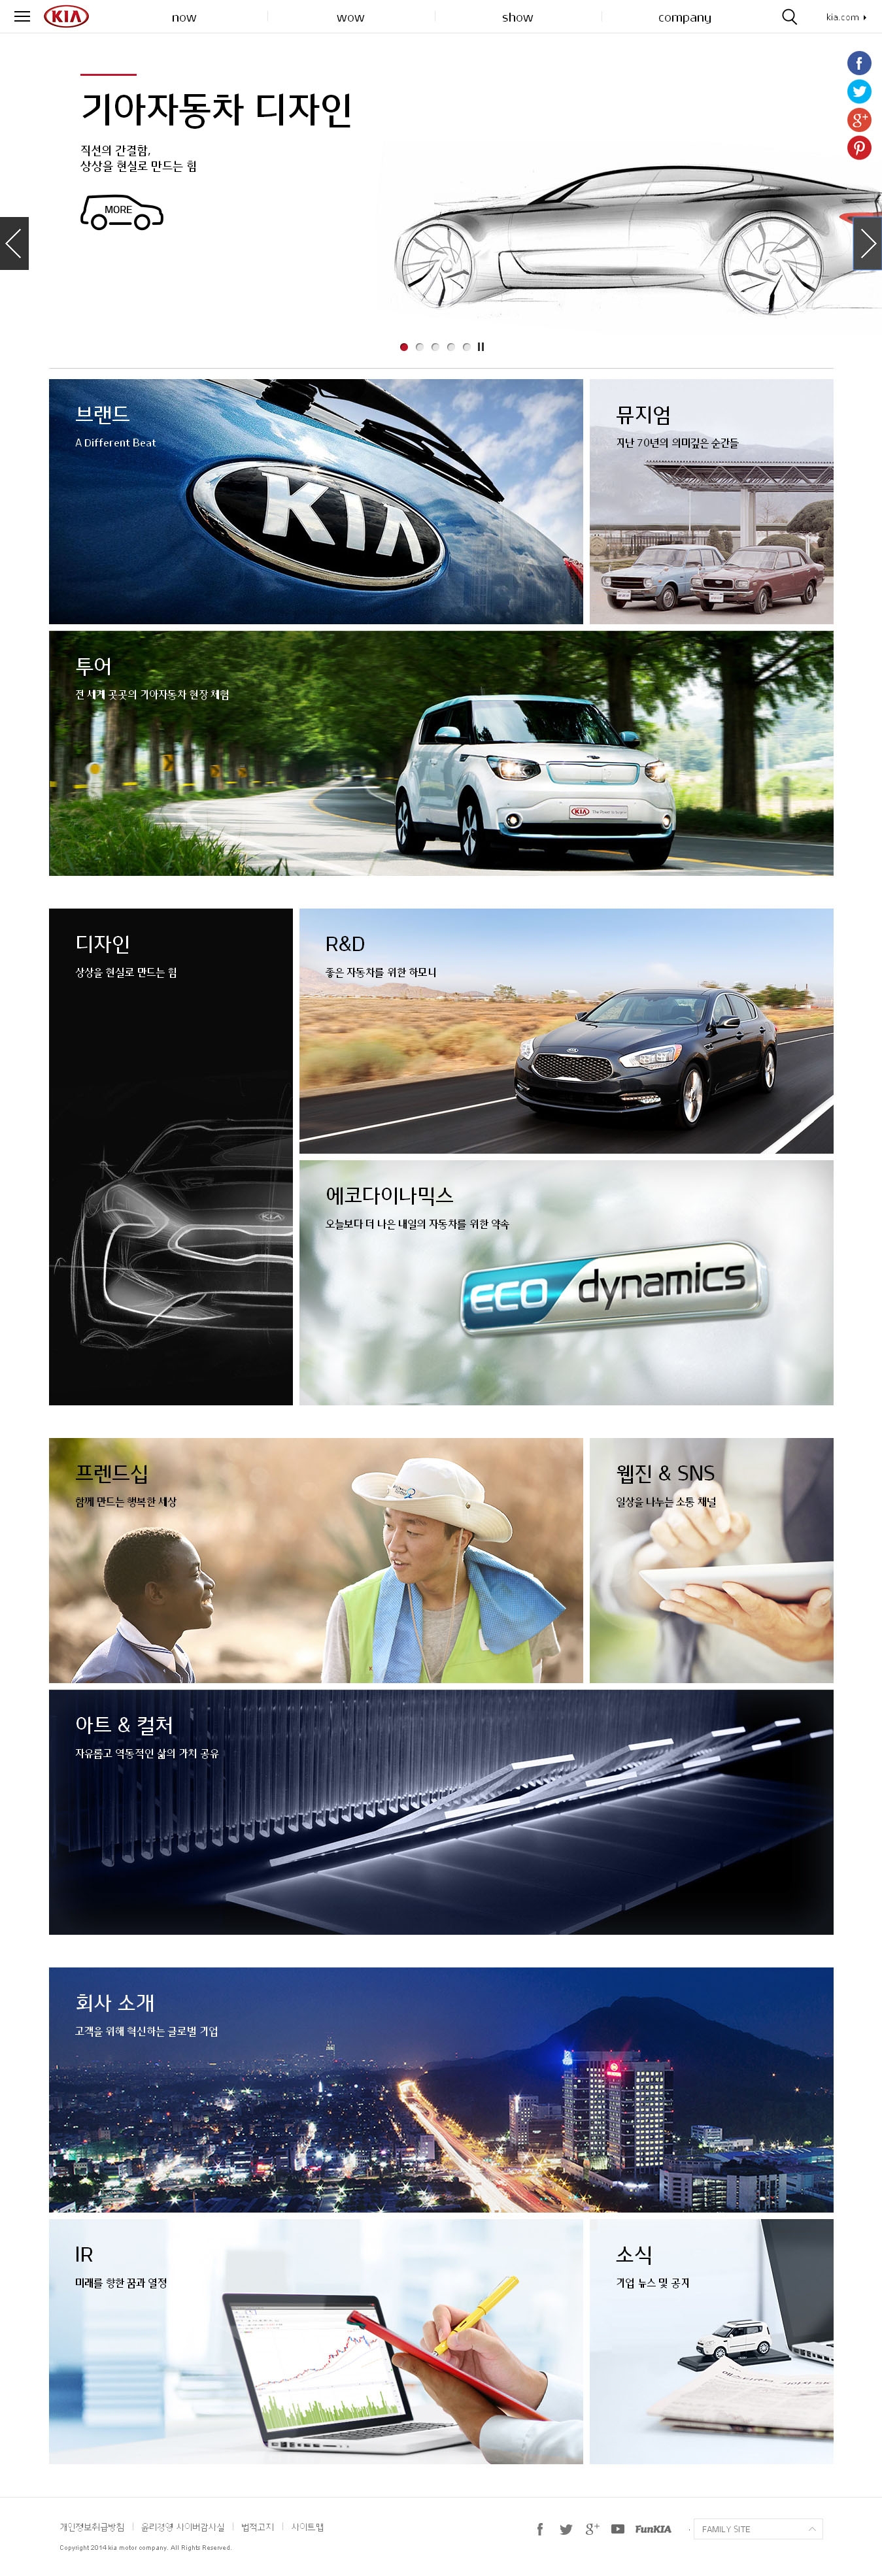 KIA
now
wow
show
company
kia.com
기아자동차 디자인
직선의 간결함,
상상을 현실로 만드는 힘
MORE
브랜드
A Different Beat
KIA
뮤지엄
지난 70년의 의미깊은 순간들
투어
전 세계 곳곳의 기아자동차 현장 체험
KIA The Power to Surprise
디자인
상상을 현실로 만드는 힘
KIA
R&D
좋은 자동차를 위한 하모니
에코다이나믹스
오늘보다 더 나은 내일의 자동차를 위한 약속
ECO dynamics
프렌드십
함께 만드는 행복한 세상
웹진 & SNS
일상을 나누는 소통 채널
아트 & 컬처
자유롭고 역동적인 삶의 가치 공유
회사 소개
고객을 위해 혁신하는 글로벌 기업
IR
미래를 향한 꿈과 열정
소식
기업 뉴스 및 공지
개인정보취급방침
윤리경영 사이버감사실
법적고지
사이트맵
FunKIA
FAMILY SITE
Copyright 2014 kia motor company. All Rights Reserved.